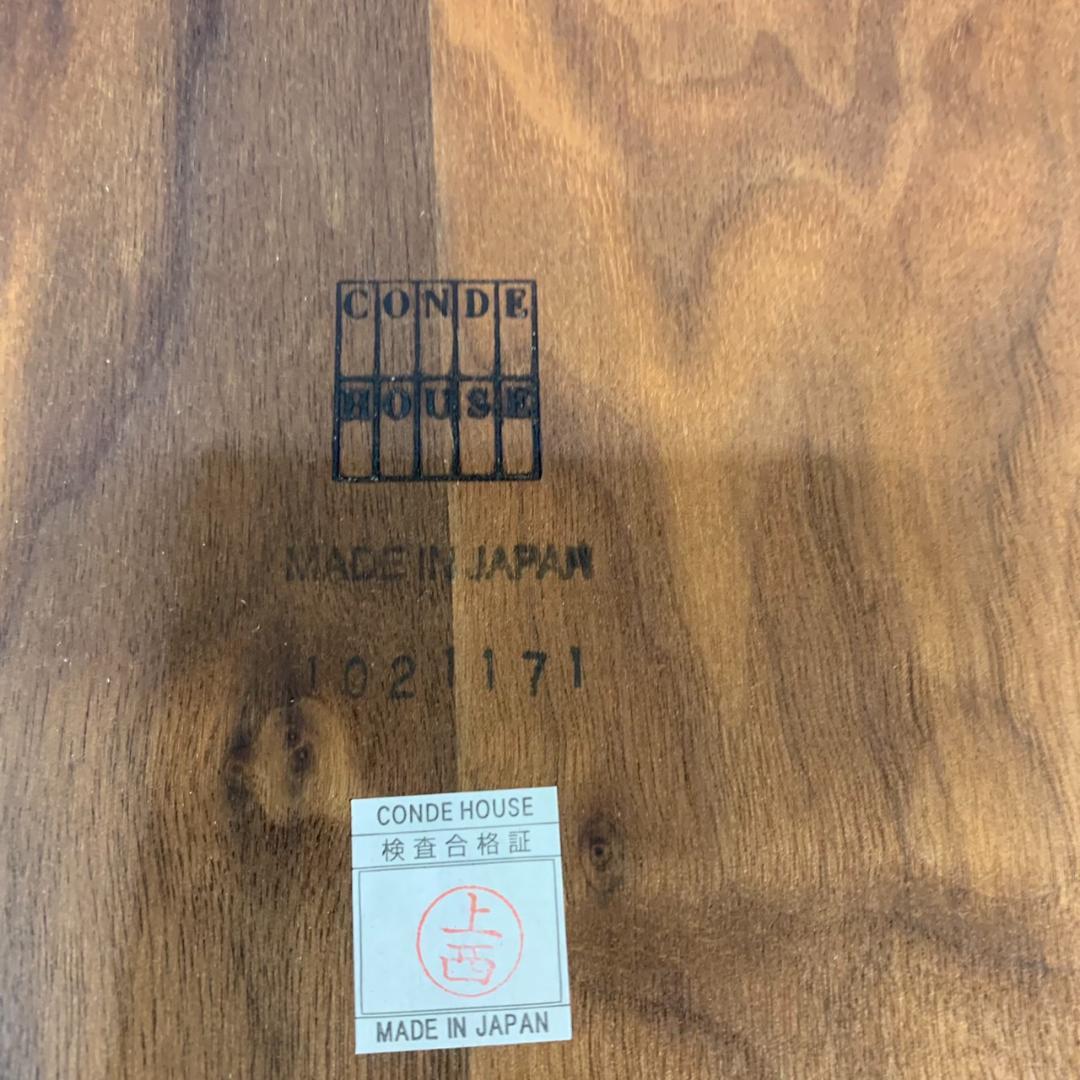 CONDE
HOUSE
MADE IN JAPAN
1021171
CONDE HOUSE
検査合格証
上西
MADE IN JAPAN